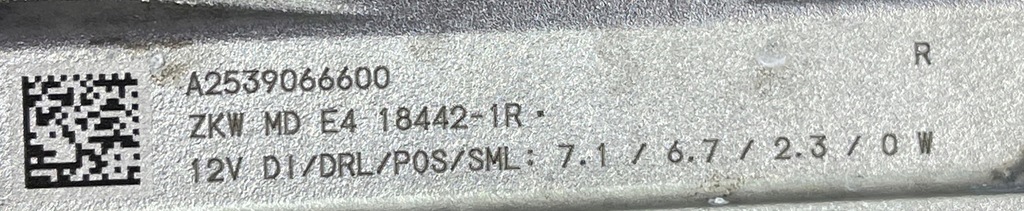 R
A2539066600
ZKW MD E4 18442-1R·
12V DI/DRL/POS/SML: 7.1 / 6.7 / 2.3 / 0 W